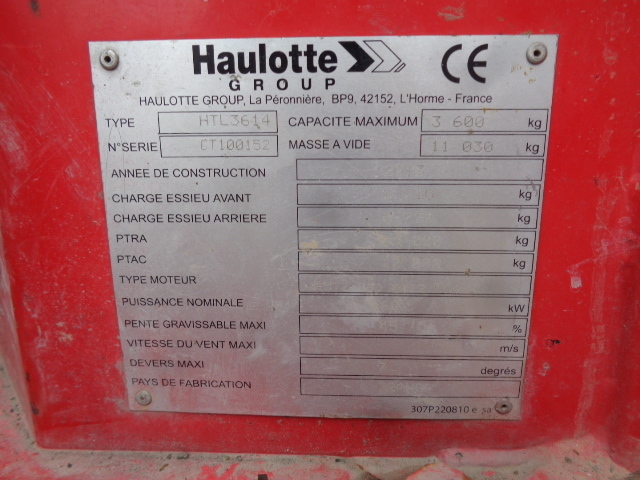 Haulotte
GROUP
CE
HAULOTTE GROUP, La Péronnière, BP9, 42152, L'Horme - France
TYPE HTL3614 CAPACITE MAXIMUM 3 600 kg
N°SERIE CT100152 MASSE A VIDE 11 030 kg
ANNEE DE CONSTRUCTION
CHARGE ESSIEU AVANT kg
CHARGE ESSIEU ARRIERE kg
PTRA kg
PTAC kg
TYPE MOTEUR
PUISSANCE NOMINALE kW
PENTE GRAVISSABLE MAXI %
VITESSE DU VENT MAXI m/s
DEVERS MAXI degrés
PAYS DE FABRICATION
307P220810 e sa